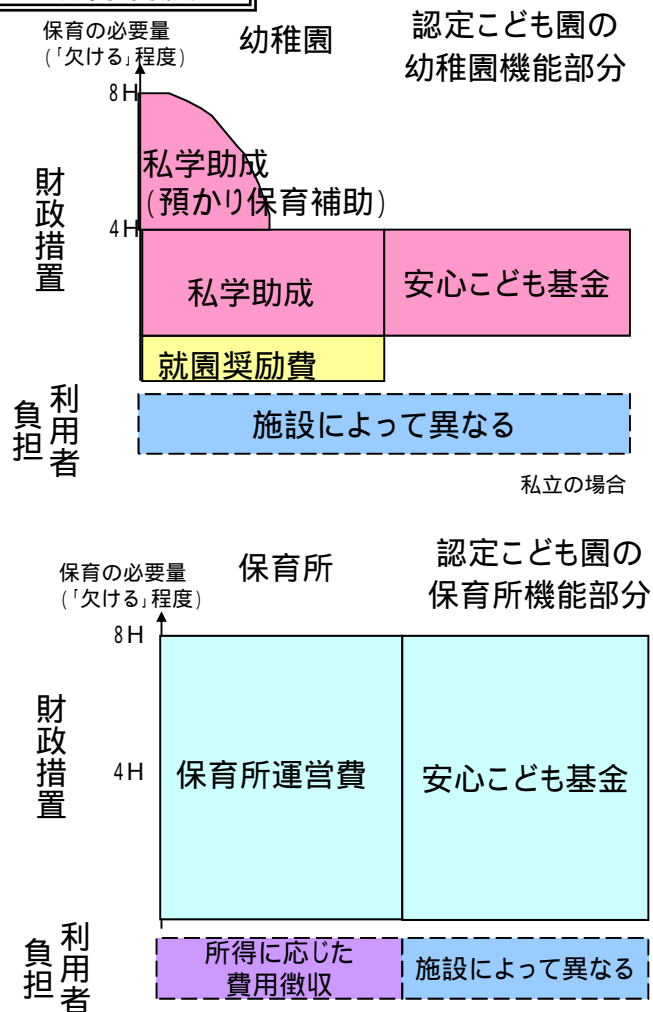 保育の必要量
(「欠ける」程度)
幼稚園
認定こども園の
幼稚園機能部分
8H
4H
財政措置
私学助成
(預かり保育補助)
私学助成
安心こども基金
就園奨励費
利用者
負担
施設によって異なる
私立の場合
保育の必要量
(「欠ける」程度)
保育所
認定こども園の
保育所機能部分
8H
4H
財政措置
保育所運営費
安心こども基金
利用者
負担
所得に応じた
費用徴収
施設によって異なる